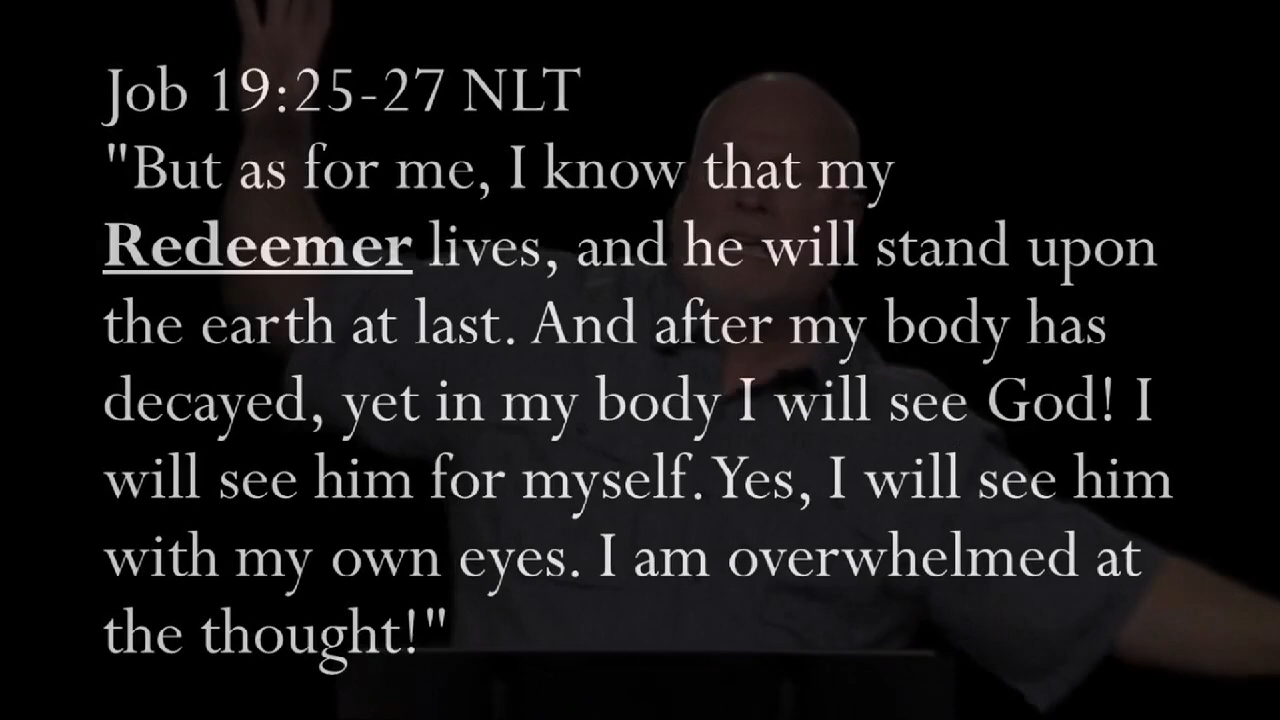 Job 19:25-27 NLT
"But as for me, I know that my
Redeemer lives, and he will stand upon
the earth at last. And after my body has
decayed, yet in my body I will see God! I
will see him for myself. Yes, I will see him
with my own eyes. I am overwhelmed at
the thought!"